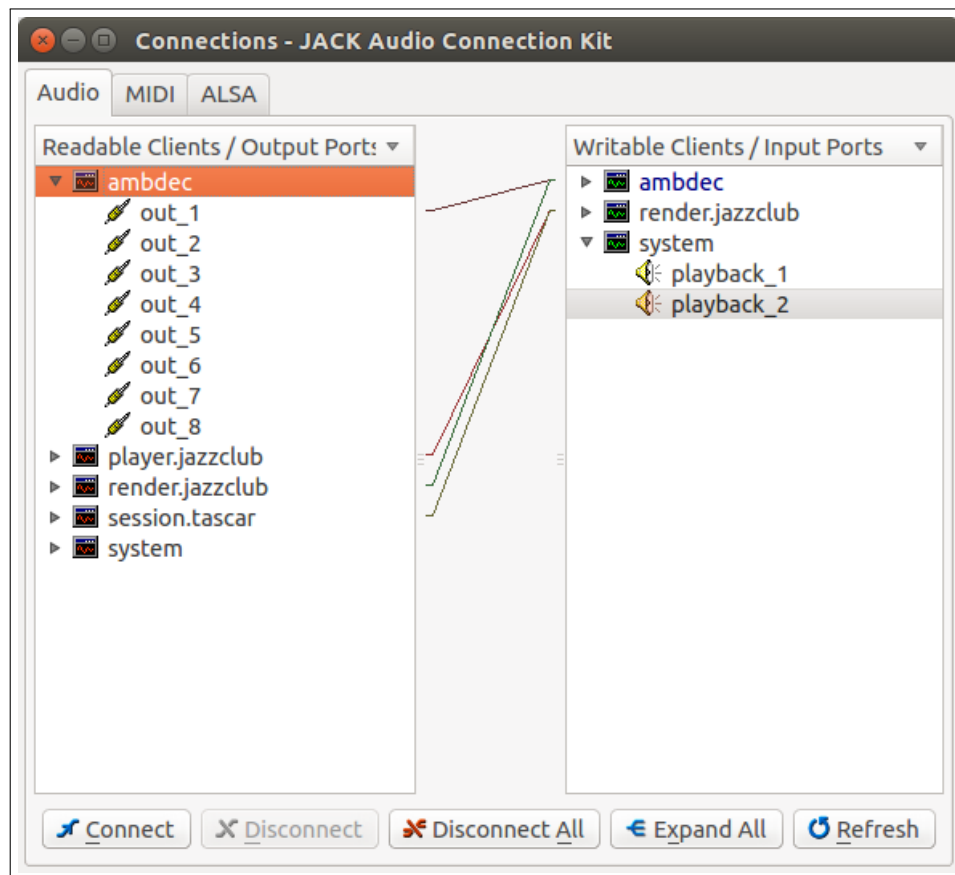 Connections - JACK Audio Connection Kit
Audio MIDI ALSA
Readable Clients / Output Ports
ambdec
out_1
out_2
out_3
out_4
out_5
out_6
out_7
out_8
player.jazzclub
render.jazzclub
session.tascar
system
Writable Clients / Input Ports
ambdec
render.jazzclub
system
playback_1
playback_2
Connect Disconnect Disconnect All Expand All Refresh